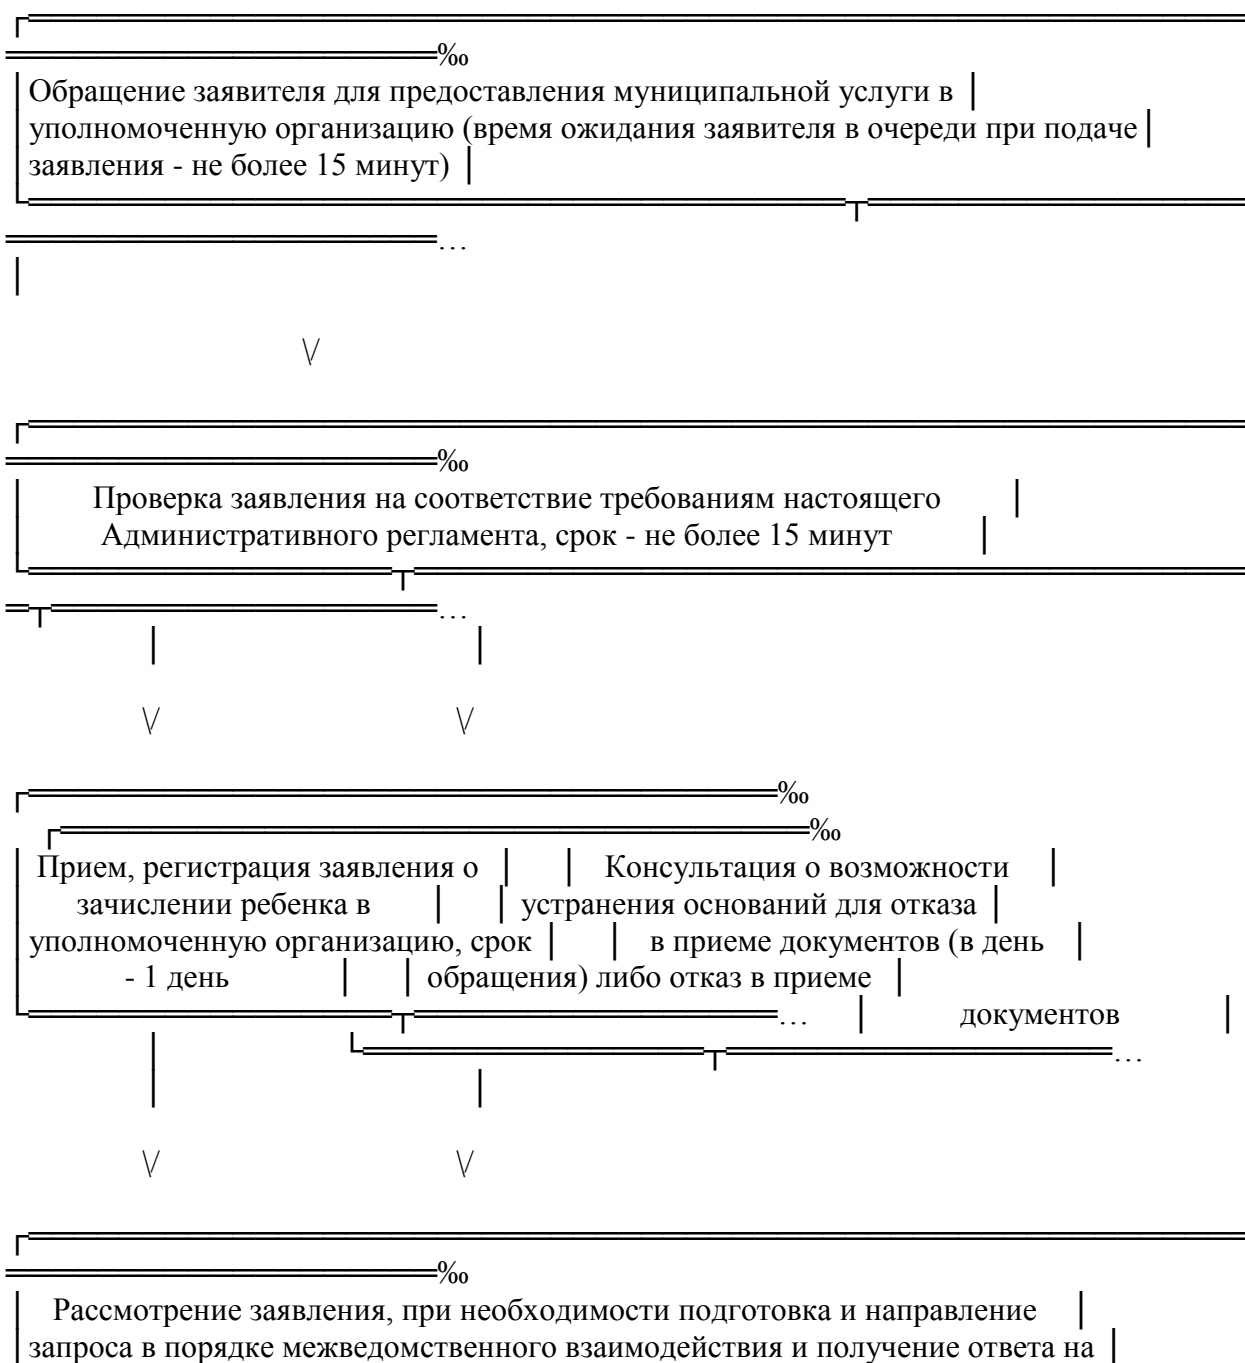 ┌══════════════════════════════════════════════════════
═══════════════════‰
│Обращение заявителя для предоставления муниципальной услуги в │
│уполномоченную организацию (время ожидания заявителя в очереди при подаче│
│заявления - не более 15 минут) │
└════════════════════════════════════┬═════════════════
═══════════════════…
│
\/
┌══════════════════════════════════════════════════════
═══════════════════‰
│ Проверка заявления на соответствие требованиям настоящего │
│ Административного регламента, срок - не более 15 минут │
└════════════════┬═════════════════════════════════════
═┬═════════════════…
│ │
\/ \/
┌═════════════════════════════════‰
┌═════════════════════════════════‰
│ Прием, регистрация заявления о │ │ Консультация о возможности │
│ зачислении ребенка в │ │ устранения оснований для отказа │
│уполномоченную организацию, срок │ │ в приеме документов (в день │
│ - 1 день │ │ обращения) либо отказ в приеме │
└════════════════┬════════════════… │ документов │
│ └═══════════════┬═════════════════…
│ │
\/ \/
┌══════════════════════════════════════════════════════
═══════════════════‰
│ Рассмотрение заявления, при необходимости подготовка и направление │
│запроса в порядке межведомственного взаимодействия и получение ответа на │